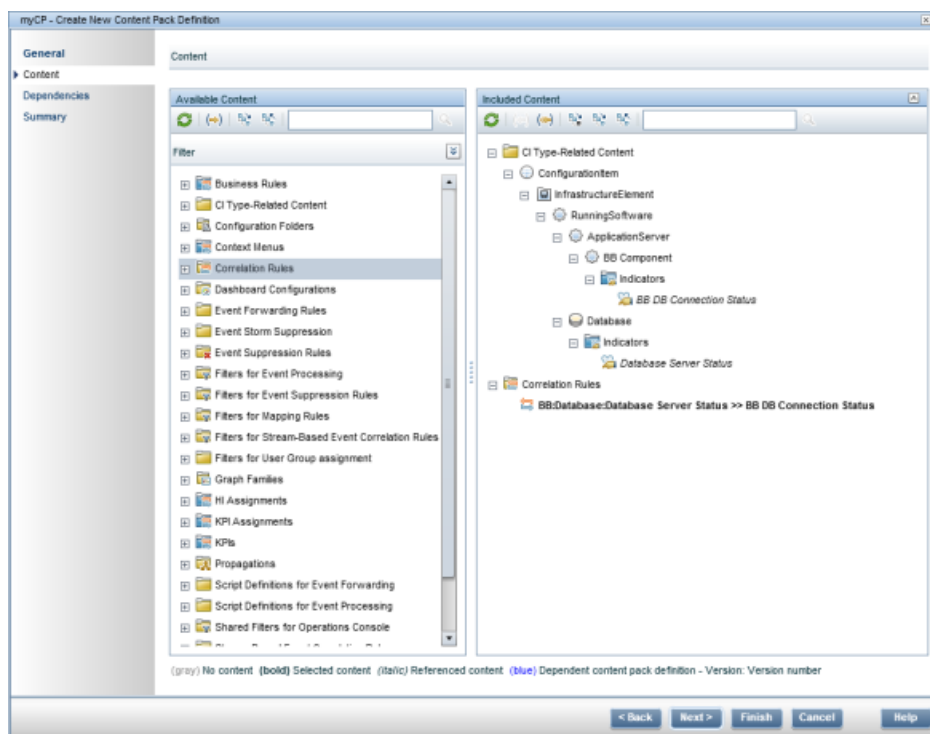 myCP - Create New Content Pack Definition
General
Content
Dependencies
Summary
Content
Available Content
Filter
Business Rules
CI Type-Related Content
Configuration Folders
Context Menus
Correlation Rules
Dashboard Configurations
Event Forwarding Rules
Event Storm Suppression
Event Suppression Rules
Filters for Event Processing
Filters for Event Suppression Rules
Filters for Mapping Rules
Filters for Stream-Based Event Correlation Rules
Filters for User Group assignment
Graph Families
HI Assignments
KPI Assignments
KPIs
Propagations
Script Definitions for Event Forwarding
Script Definitions for Event Processing
Shared Filters for Operations Console
Included Content
CI Type-Related Content
ConfigurationItem
InfrastructureElement
RunningSoftware
ApplicationServer
BB Component
Indicators
BB DB Connection Status
Database
Indicators
Database Server Status
Correlation Rules
BB:Database:Database Server Status >> BB DB Connection Status
(gray) No content (bold) Selected content (italic) Referenced content (blue) Dependent content pack definition - Version: Version number
< Back Next > Finish Cancel Help